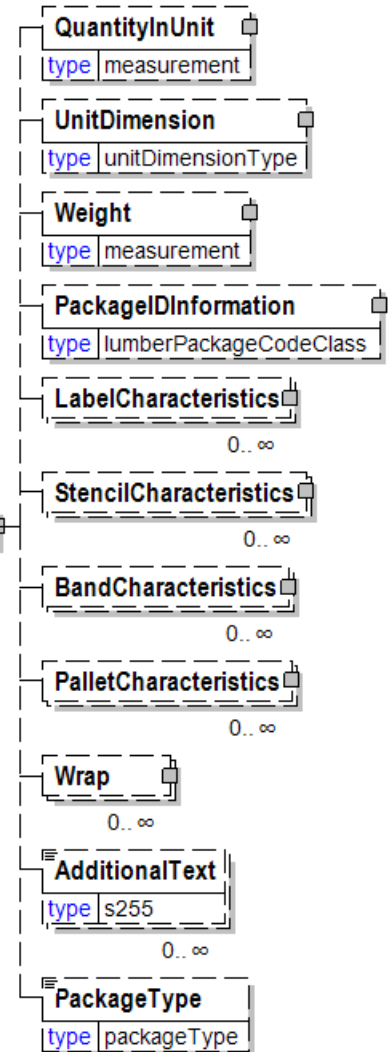 QuantityInUnit
type measurement
UnitDimension
type unitDimensionType
Weight
type measurement
PackageIDInformation
type lumberPackageCodeClass
LabelCharacteristics
0.. ∞
StencilCharacteristics
0.. ∞
BandCharacteristics
0.. ∞
PalletCharacteristics
0.. ∞
Wrap
0.. ∞
AdditionalText
type s255
0.. ∞
PackageType
type packageType